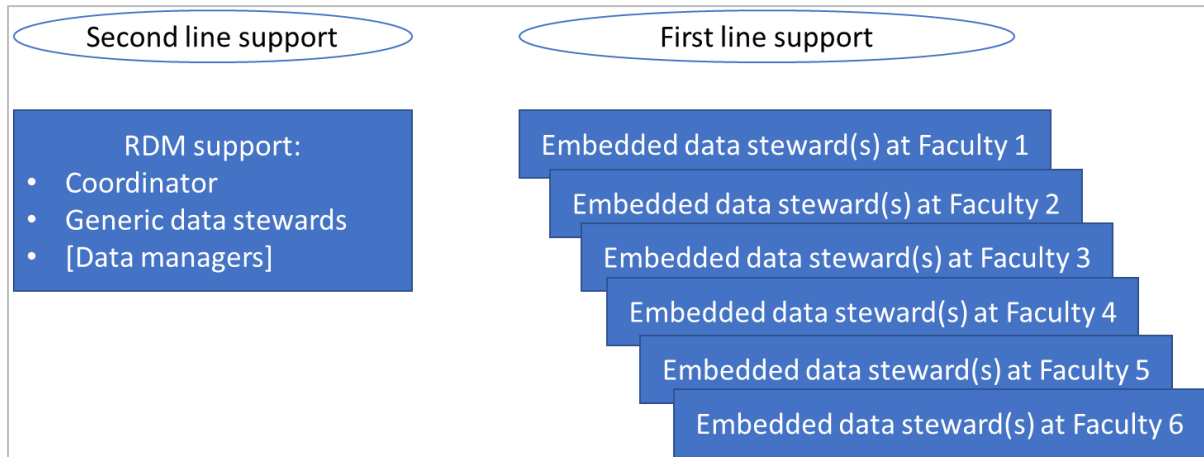 Second line support
First line support
RDM support:
• Coordinator
• Generic data stewards
• [Data managers]
Embedded data steward(s) at Faculty 1
Embedded data steward(s) at Faculty 2
Embedded data steward(s) at Faculty 3
Embedded data steward(s) at Faculty 4
Embedded data steward(s) at Faculty 5
Embedded data steward(s) at Faculty 6